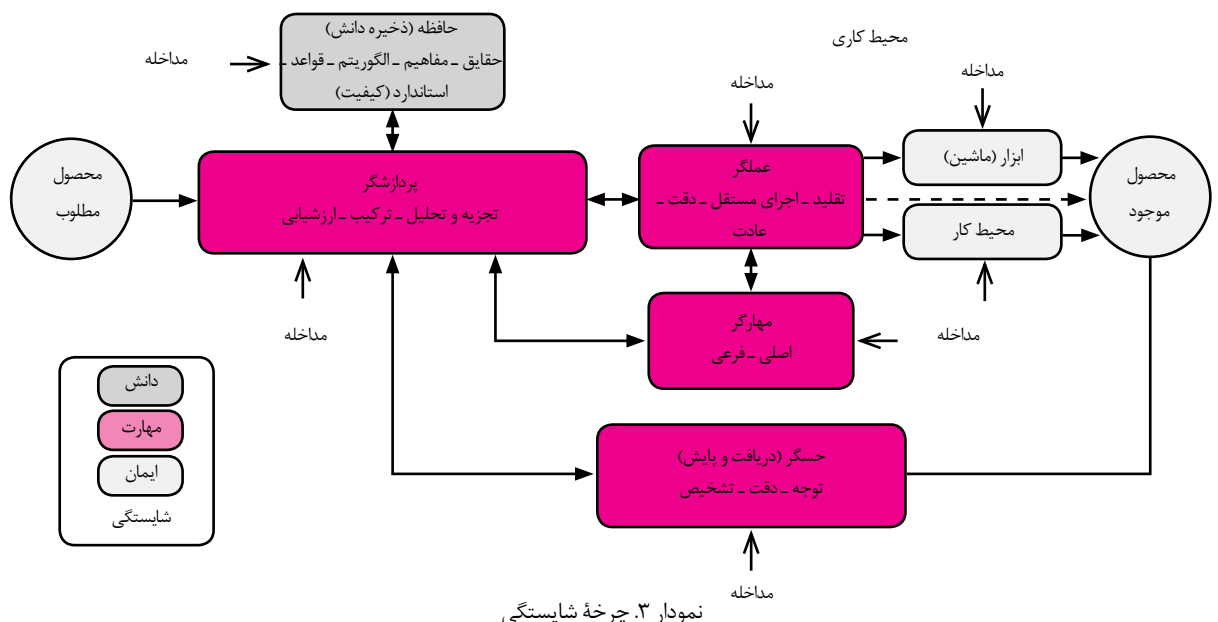 حافظه (ذخیره دانش)
حقایق ـ مفاهیم ـ الگوریتم ـ قواعد ـ
استاندارد (کیفیت)
مداخله
محیط کاری
مداخله
مداخله
محصول
مطلوب
پردازشگر
تجزیه و تحلیل ـ ترکیب ـ ارزشیابی
عملگر
تقلید ـ اجرای مستقل ـ دقت ـ
عادت
ابزار (ماشین)
محیط کار
محصول
موجود
مداخله
مهارگر
اصلی ـ فرعی
مداخله
حسگر (دریافت و پایش)
توجه ـ دقت ـ تشخیص
مداخله
دانش
مهارت
ایمان
شایستگی
نمودار ۳. چرخهٔ شایستگی